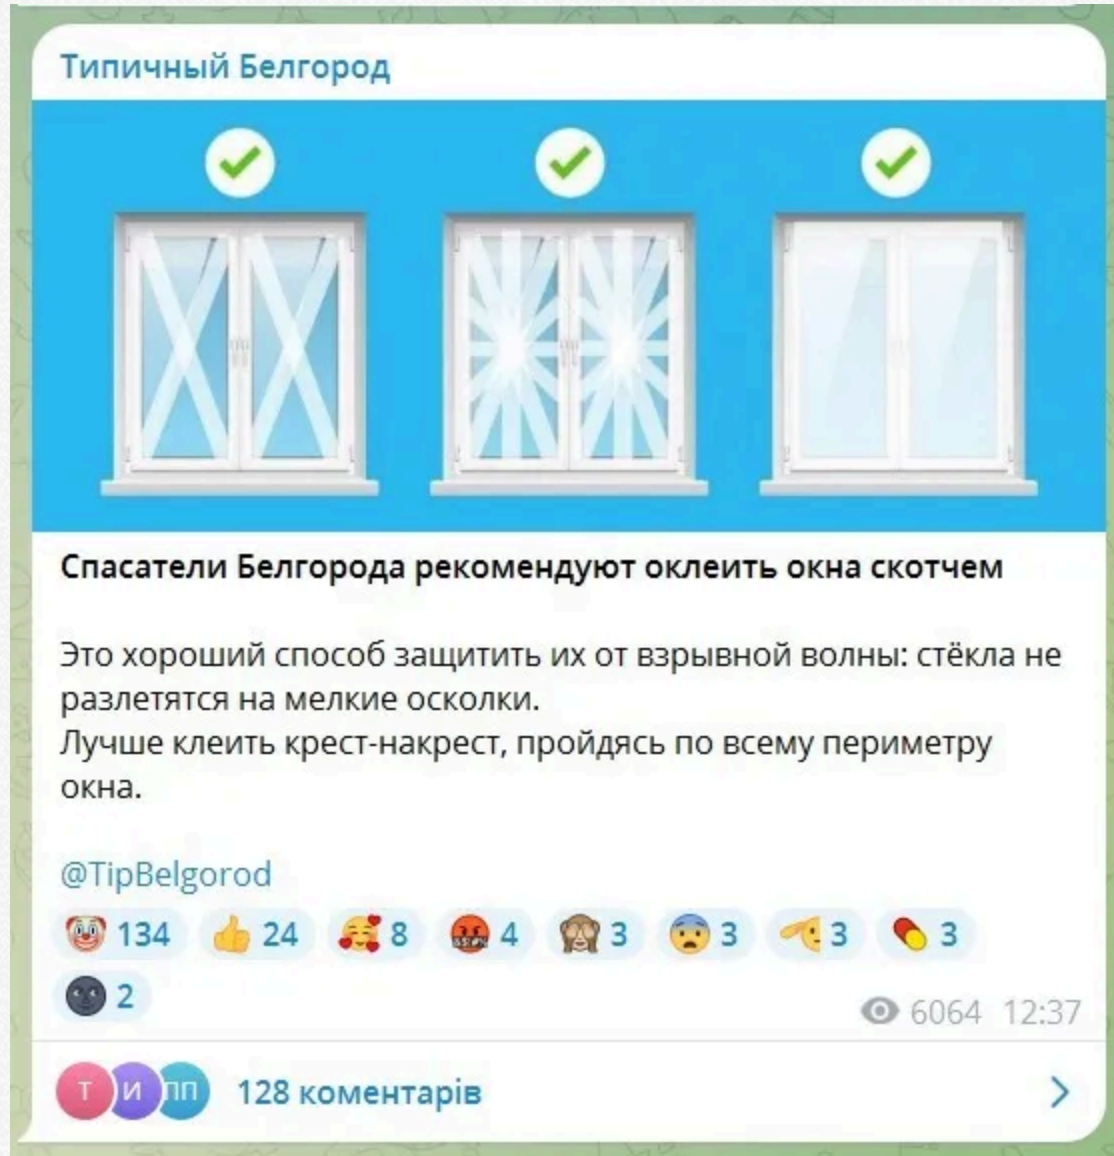 Типичный Белгород
Спасатели Белгорода рекомендуют оклеить окна скотчем
Это хороший способ защитить их от взрывной волны: стёкла не
разлетятся на мелкие осколки.
Лучше клеить крест-накрест, пройдясь по всему периметру
окна.
@TipBelgorod
134 24 8 4 3 3 3 3
2
6064 12:37
Т И ПП 128 коментарів